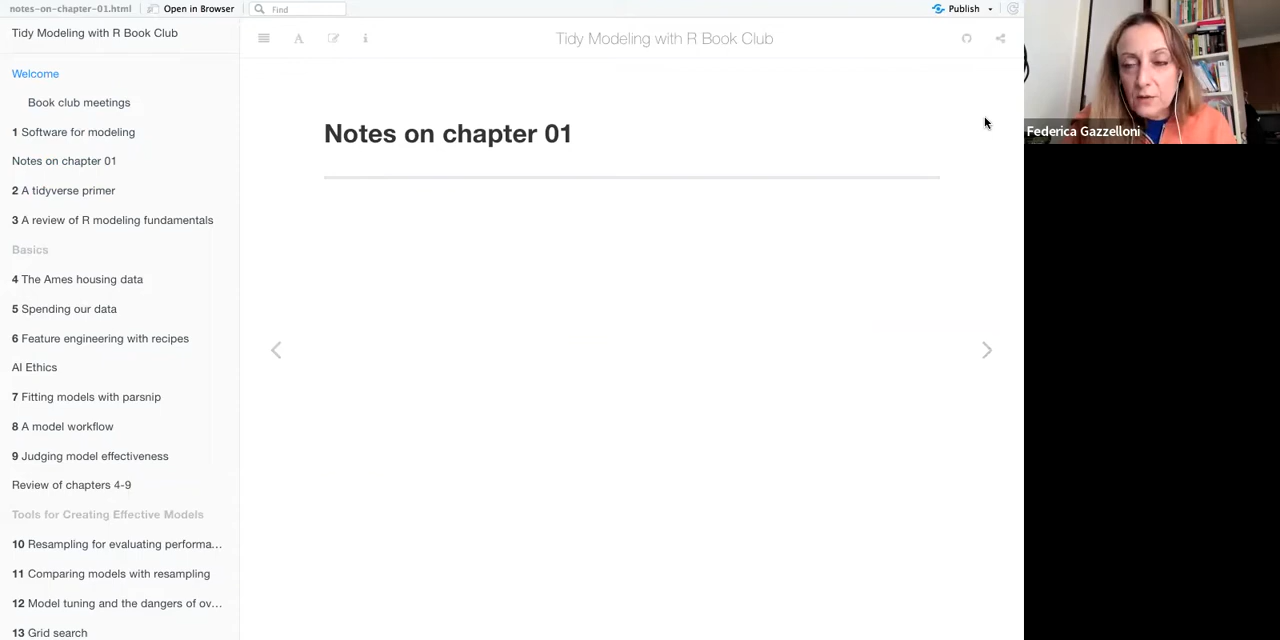 notes-on-chapter-01.html
Open in Browser
Find
Publish
Tidy Modeling with R Book Club
Welcome
Book club meetings
1 Software for modeling
Notes on chapter 01
2 A tidyverse primer
3 A review of R modeling fundamentals
Basics
4 The Ames housing data
5 Spending our data
6 Feature engineering with recipes
AI Ethics
7 Fitting models with parsnip
8 A model workflow
9 Judging model effectiveness
Review of chapters 4-9
Tools for Creating Effective Models
10 Resampling for evaluating performa...
11 Comparing models with resampling
12 Model tuning and the dangers of ov...
13 Grid search
A
i
Tidy Modeling with R Book Club
Notes on chapter 01
Federica Gazzelloni